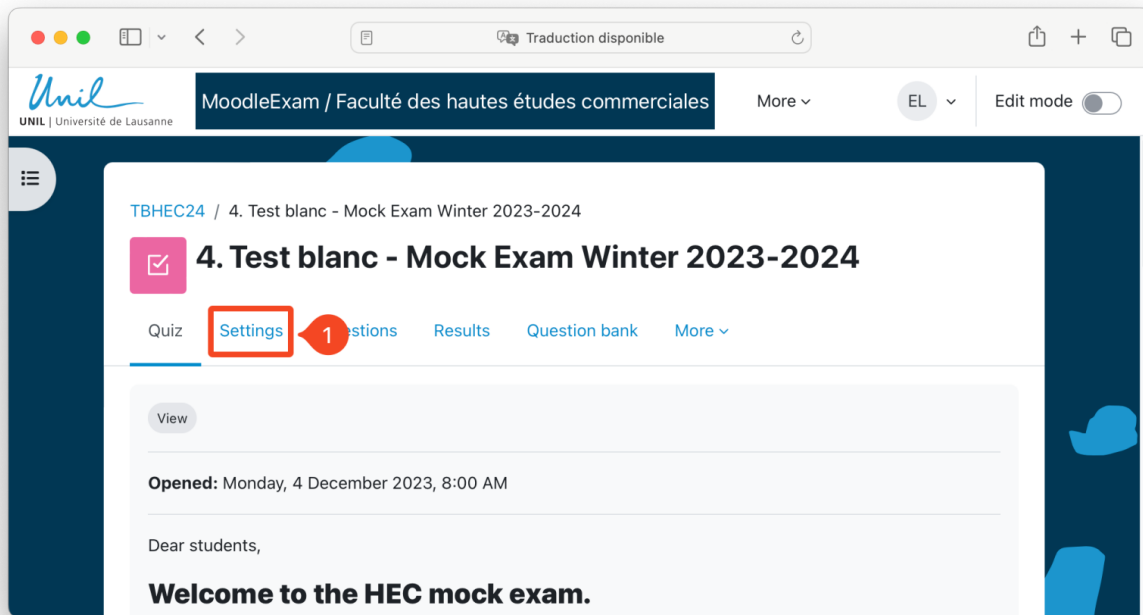 Traduction disponible
Unil
UNIL | Université de Lausanne
MoodleExam / Faculté des hautes études commerciales
More
EL
Edit mode
TBHEC24 / 4. Test blanc - Mock Exam Winter 2023-2024
4. Test blanc - Mock Exam Winter 2023-2024
Quiz Settings 1 estions Results Question bank More
View
Opened: Monday, 4 December 2023, 8:00 AM
Dear students,
Welcome to the HEC mock exam.